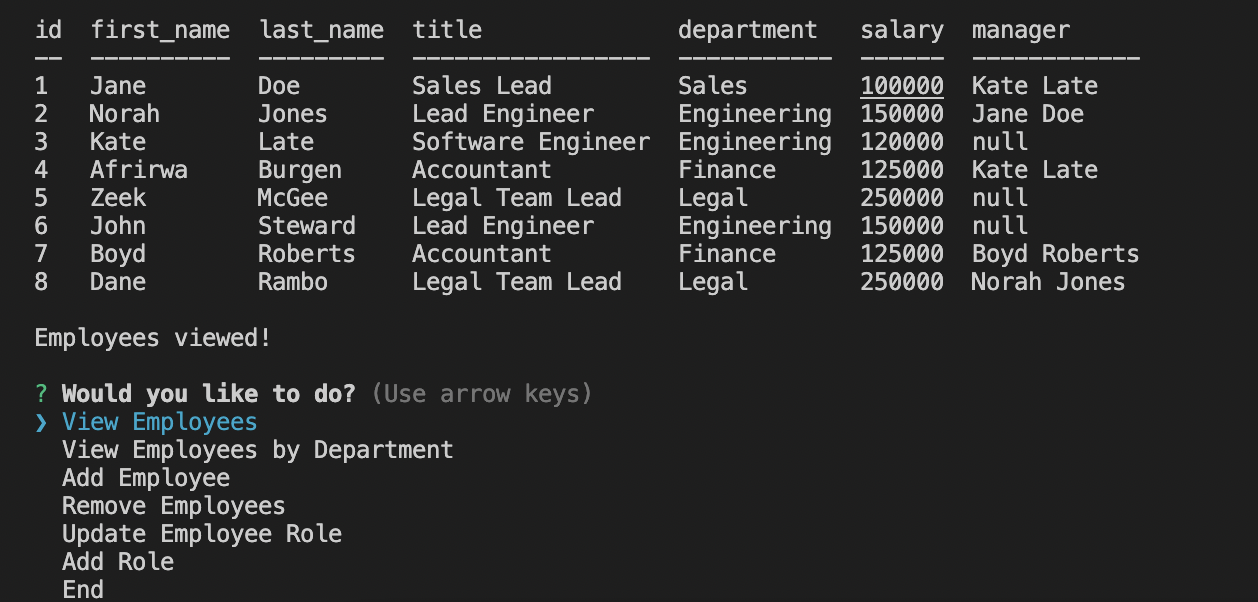 id  first_name  last_name  title              department   salary  manager
--  ----------  ---------  -----------------  -----------  ------  ------------
1   Jane        Doe        Sales Lead         Sales        100000  Kate Late
2   Norah       Jones      Lead Engineer      Engineering  150000  Jane Doe
3   Kate        Late       Software Engineer  Engineering  120000  null
4   Afrirwa     Burgen     Accountant         Finance      125000  Kate Late
5   Zeek        McGee      Legal Team Lead    Legal        250000  null
6   John        Steward    Lead Engineer      Engineering  150000  null
7   Boyd        Roberts    Accountant         Finance      125000  Boyd Roberts
8   Dane        Rambo      Legal Team Lead    Legal        250000  Norah Jones
Employees viewed!
? Would you like to do? (Use arrow keys)
❯ View Employees
View Employees by Department
Add Employee
Remove Employees
Update Employee Role
Add Role
End